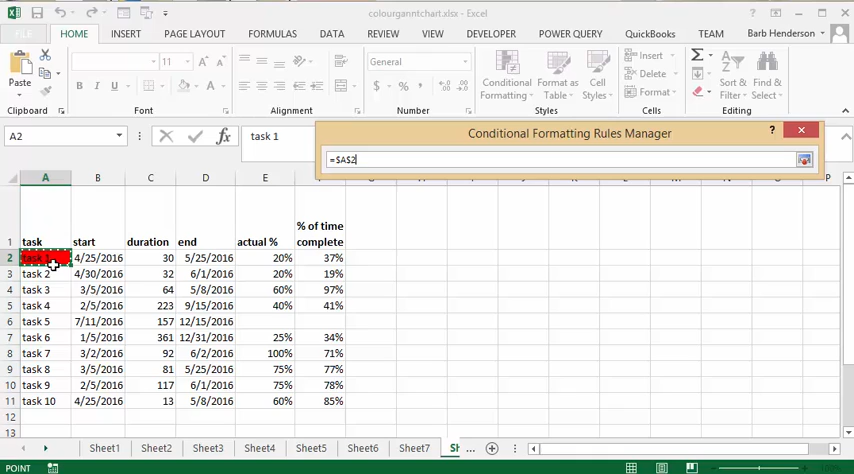 colourganntchart.xlsx - Excel
HOME INSERT PAGE LAYOUT FORMULAS DATA REVIEW VIEW DEVELOPER POWER QUERY QuickBooks TEAM Barb Henderson
Paste
11
General
Conditional Formatting
Format as Table
Cell Styles
Insert
Delete
Format
Sort & Filter
Find & Select
Clipboard Font Alignment Number Styles Cells Editing
A2 fx task 1
Conditional Formatting Rules Manager
=$A$2
A B C D E
1 task start duration end actual % % of time complete
2 task 1 4/25/2016 30 5/25/2016 20% 37%
3 task 2 4/30/2016 32 6/1/2016 20% 19%
4 task 3 3/5/2016 64 5/8/2016 60% 97%
5 task 4 2/5/2016 223 9/15/2016 40% 41%
6 task 5 7/11/2016 157 12/15/2016
7 task 6 1/5/2016 361 12/31/2016 25% 34%
8 task 7 3/2/2016 92 6/2/2016 100% 71%
9 task 8 3/5/2016 81 5/25/2016 75% 77%
10 task 9 2/5/2016 117 6/1/2016 75% 78%
11 task 10 4/25/2016 13 5/8/2016 60% 85%
12
13
Sheet1 Sheet2 Sheet3 Sheet4 Sheet5 Sheet6 Sheet7 Sh ...
POINT